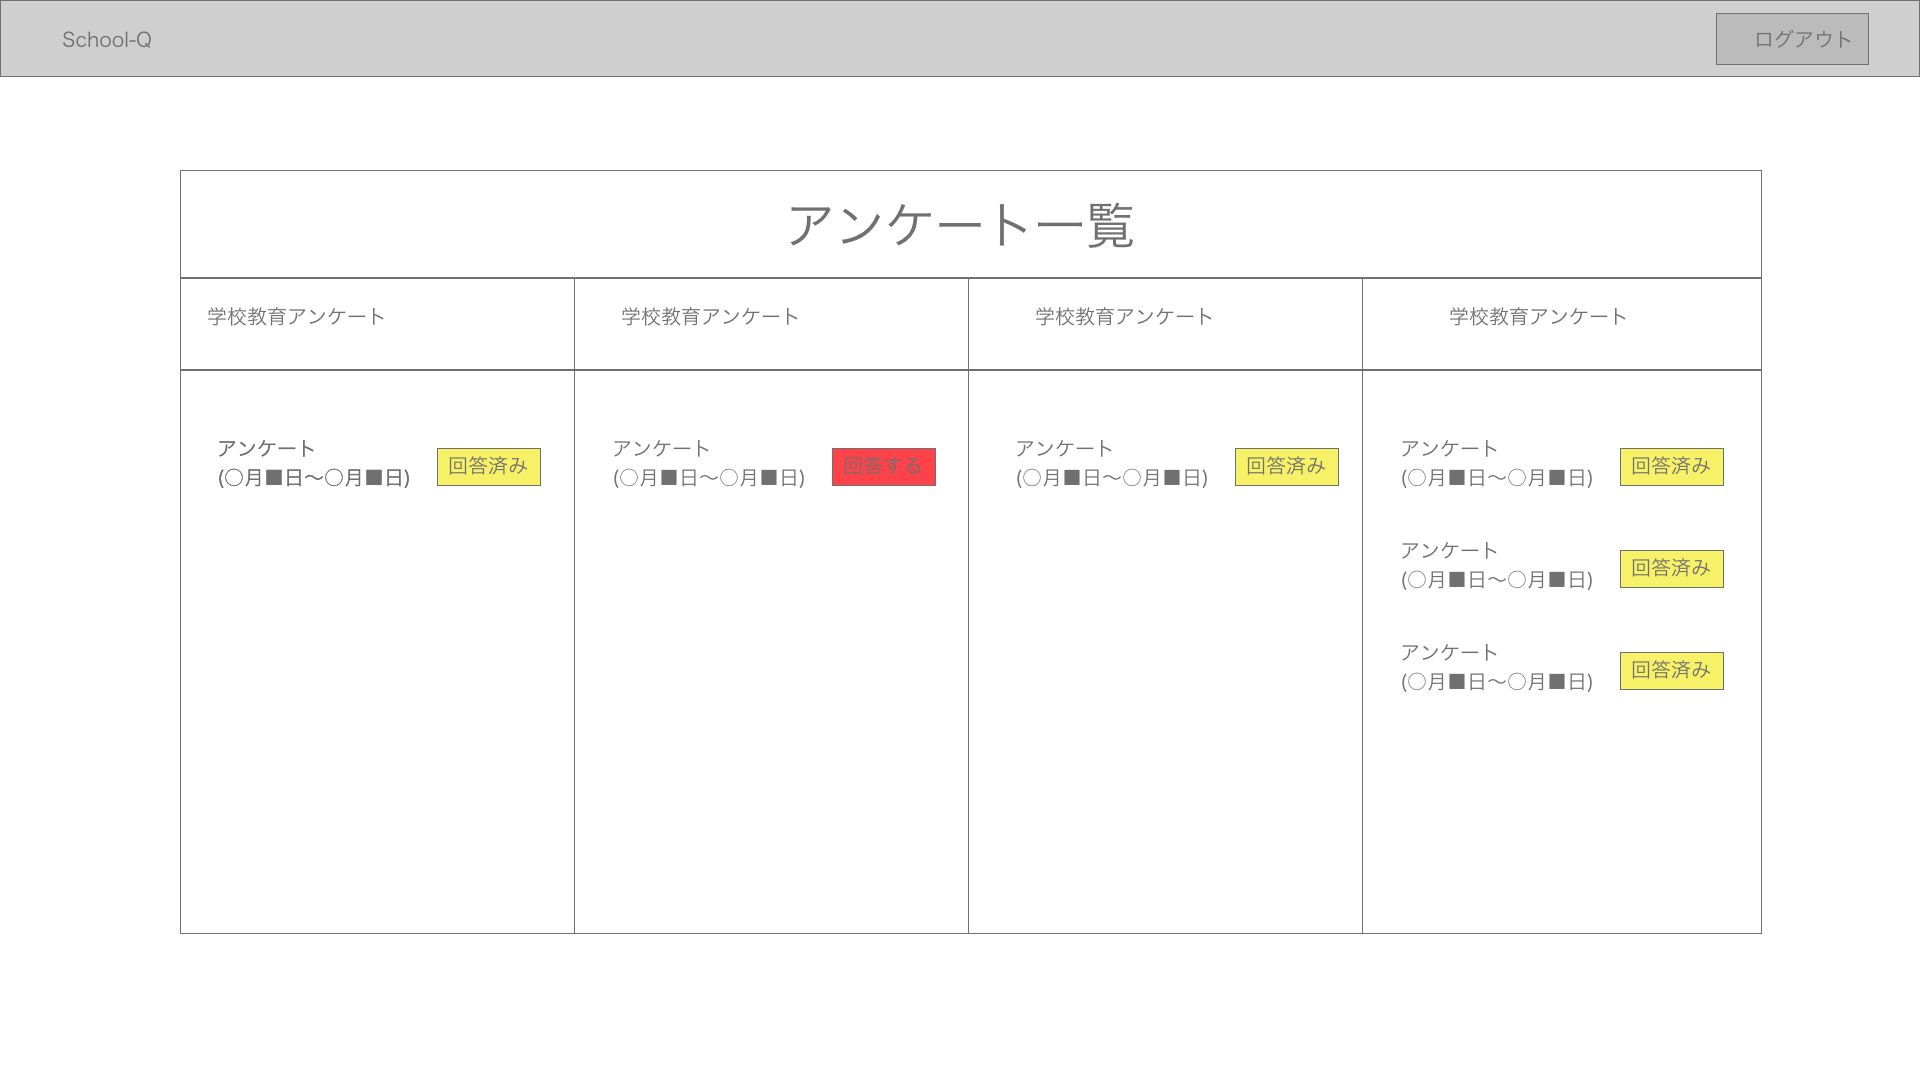 School-Q
ログアウト
アンケート一覧
学校教育アンケート
学校教育アンケート
学校教育アンケート
学校教育アンケート
アンケート
(〇月■日～〇月■日)
回答済み
アンケート
(〇月■日～〇月■日)
回答する
アンケート
(〇月■日～〇月■日)
回答済み
アンケート
(〇月■日～〇月■日)
回答済み
アンケート
(〇月■日～〇月■日)
回答済み
アンケート
(〇月■日～〇月■日)
回答済み